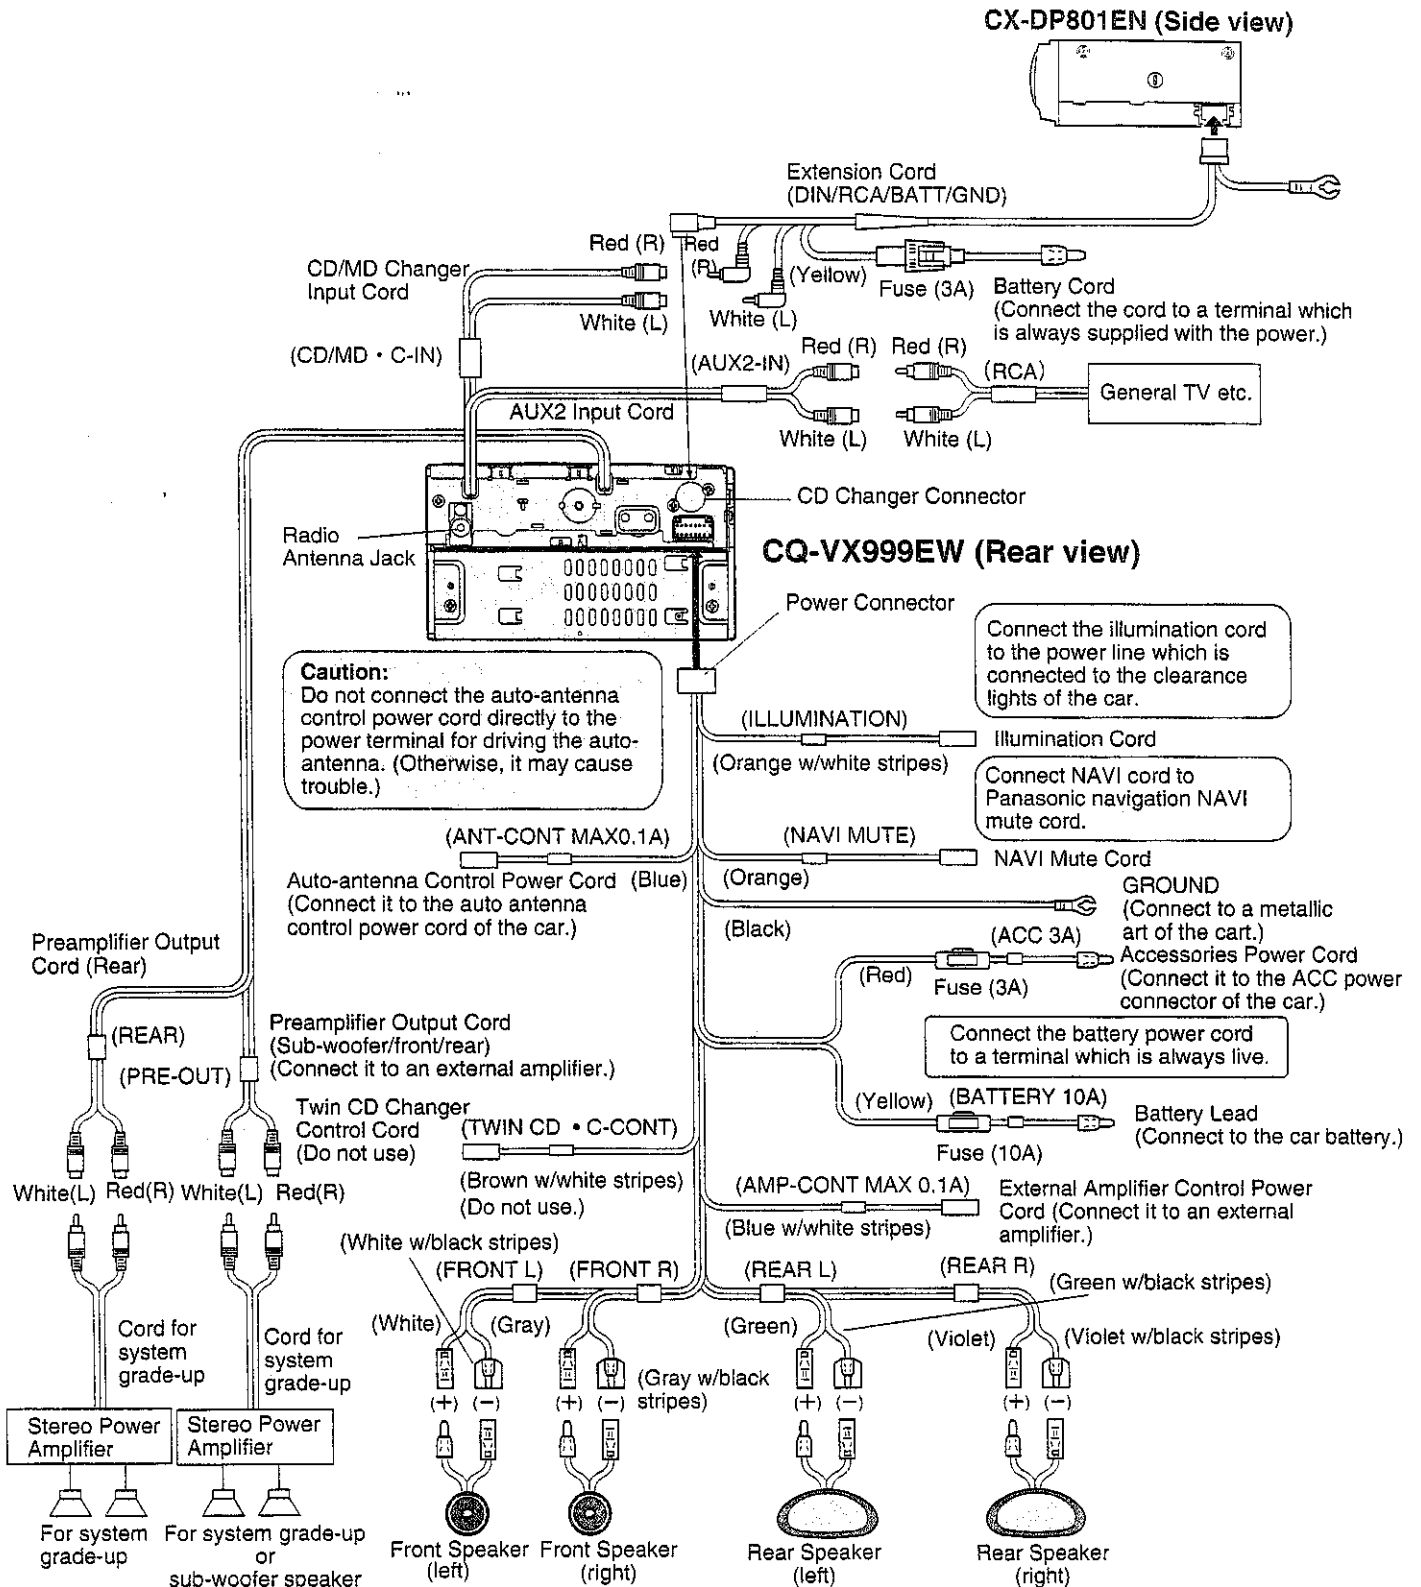 CX-DP801EN (Side view)
Extension Cord
(DIN/RCA/BATT/GND)
Red (R)
Red
(R)
CD/MD Changer
Input Cord
(Yellow)
Fuse (3A)
Battery Cord
(Connect the cord to a terminal which
is always supplied with the power.)
White (L)
White (L)
(CD/MD • C-IN)
(AUX2-IN)
Red (R)
Red (R)
(RCA)
General TV etc.
AUX2 Input Cord
White (L)
White (L)
CD Changer Connector
Radio
Antenna Jack
CQ-VX999EW (Rear view)
Power Connector
Connect the illumination cord
to the power line which is
connected to the clearance
lights of the car.
Caution:
Do not connect the auto-antenna
control power cord directly to the
power terminal for driving the auto-
antenna. (Otherwise, it may cause
trouble.)
(ILLUMINATION)
Illumination Cord
(Orange w/white stripes)
Connect NAVI cord to
Panasonic navigation NAVI
mute cord.
(ANT-CONT MAX0.1A)
(NAVI MUTE)
NAVI Mute Cord
Auto-antenna Control Power Cord
(Connect it to the auto antenna
control power cord of the car.)
(Blue)
(Orange)
GROUND
(Connect to a metallic
art of the cart.)
(Black)
(ACC 3A)
Accessories Power Cord
(Connect it to the ACC power
connector of the car.)
(Red)
Fuse (3A)
Preamplifier Output
Cord (Rear)
(REAR)
Preamplifier Output Cord
(Sub-woofer/front/rear)
(Connect it to an external amplifier.)
(PRE-OUT)
Connect the battery power cord
to a terminal which is always live.
(Yellow)
(BATTERY 10A)
Battery Lead
(Connect to the car battery.)
Fuse (10A)
Twin CD Changer
Control Cord
(Do not use)
(TWIN CD • C-CONT)
(Brown w/white stripes)
(Do not use.)
White(L)
Red(R)
White(L)
Red(R)
(AMP-CONT MAX 0.1A)
(Blue w/white stripes)
External Amplifier Control Power
Cord (Connect it to an external
amplifier.)
(White w/black stripes)
(FRONT L)
(FRONT R)
(REAR L)
(REAR R)
(Green w/black stripes)
(White)
(Gray)
(Green)
(Violet)
(Violet w/black stripes)
(Gray w/black
stripes)
(+)
(−)
(+)
(−)
(+)
(−)
(+)
(−)
Cord for
system
grade-up
Cord for
system
grade-up
Stereo Power
Amplifier
Stereo Power
Amplifier
For system
grade-up
For system grade-up
or
sub-woofer speaker
Front Speaker
(left)
Front Speaker
(right)
Rear Speaker
(left)
Rear Speaker
(right)